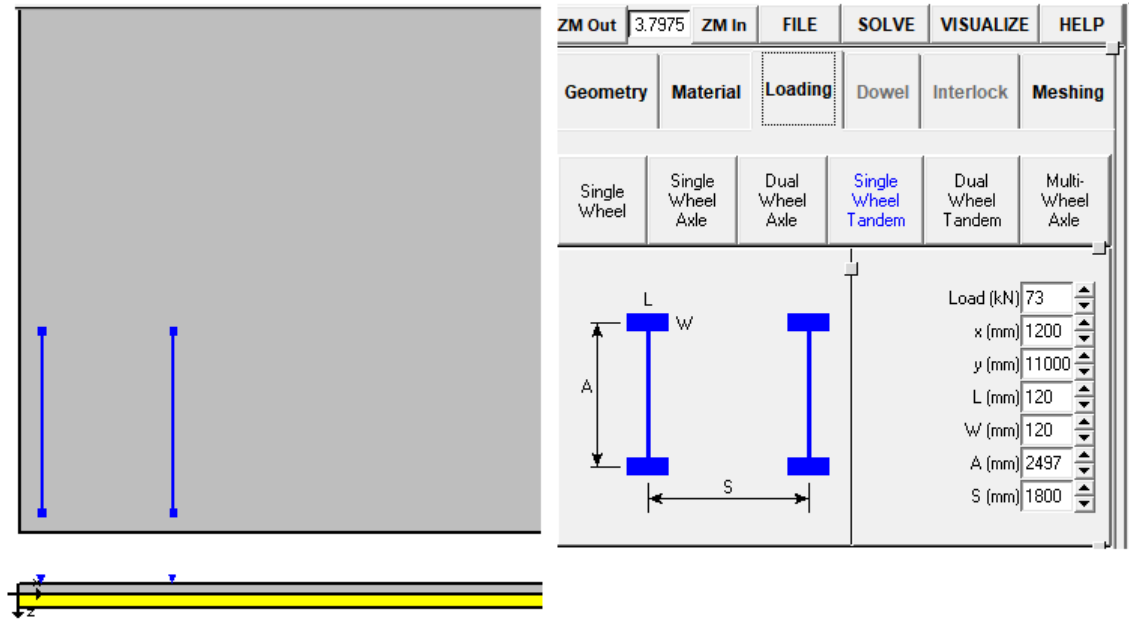 ZM Out 3.7975 ZM In FILE SOLVE VISUALIZE HELP
Geometry Material Loading Dowel Interlock Meshing
Single
Wheel
Single
Wheel
Axle
Dual
Wheel
Axle
Single
Wheel
Tandem
Dual
Wheel
Tandem
Multi-
Wheel
Axle
L
W
A
S
Load (kN) 73
x (mm) 1200
y (mm) 11000
L (mm) 120
W (mm) 120
A (mm) 2497
S (mm) 1800
x
z